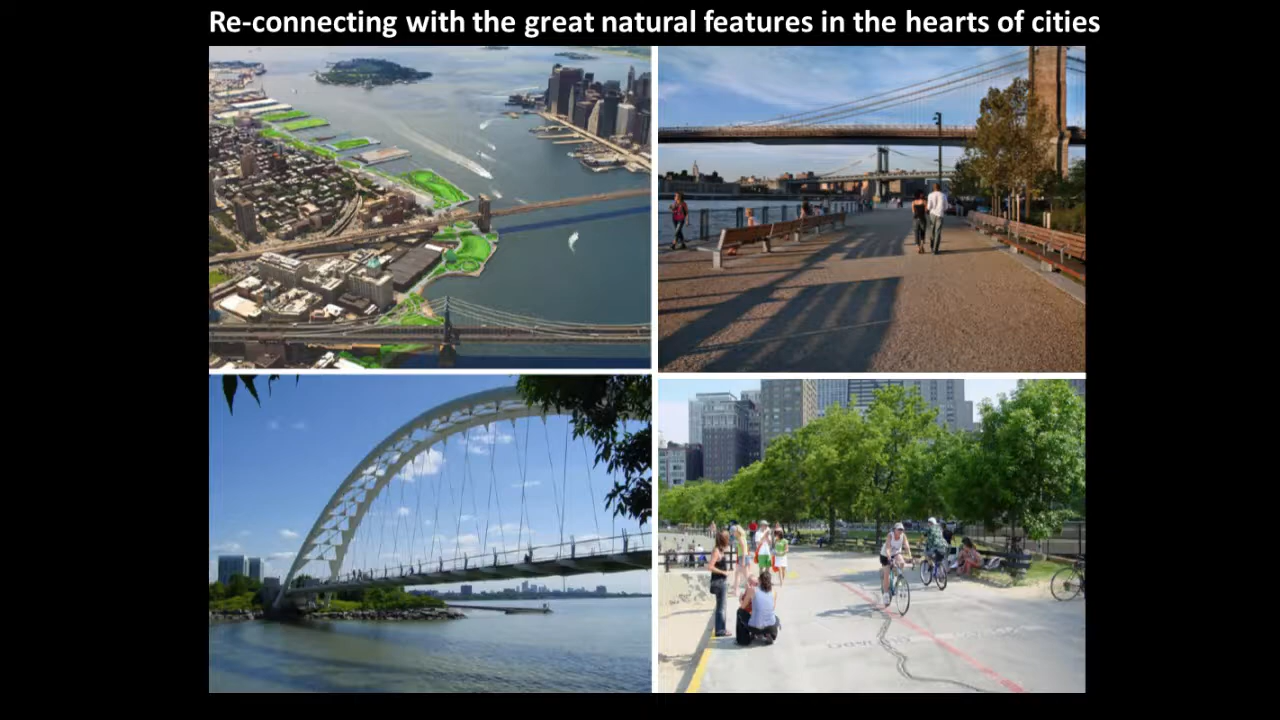 Re-connecting with the great natural features in the hearts of cities